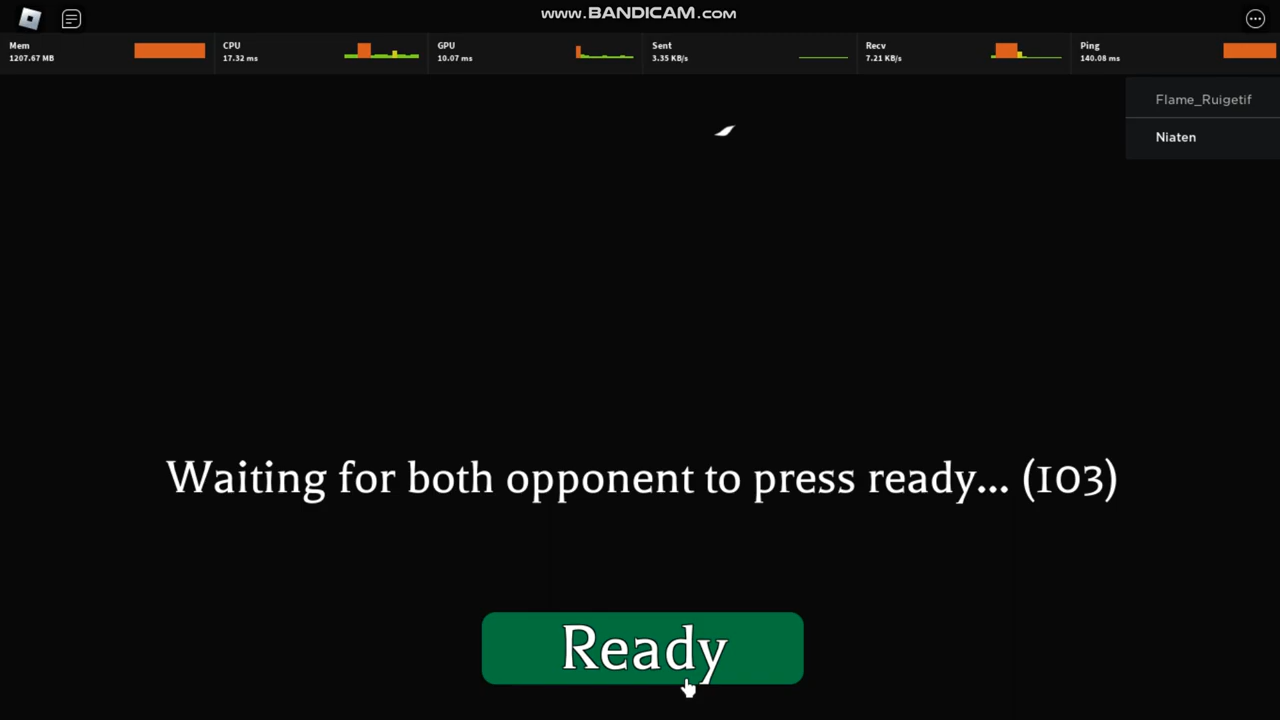 www.BANDICAM.com
Mem
1207.67 MB
CPU
17.32 ms
GPU
10.07 ms
Sent
3.35 KB/s
Recv
7.21 KB/s
Ping
140.08 ms
Flame_Ruigetif
Niaten
Waiting for both opponent to press ready... (103)
Ready